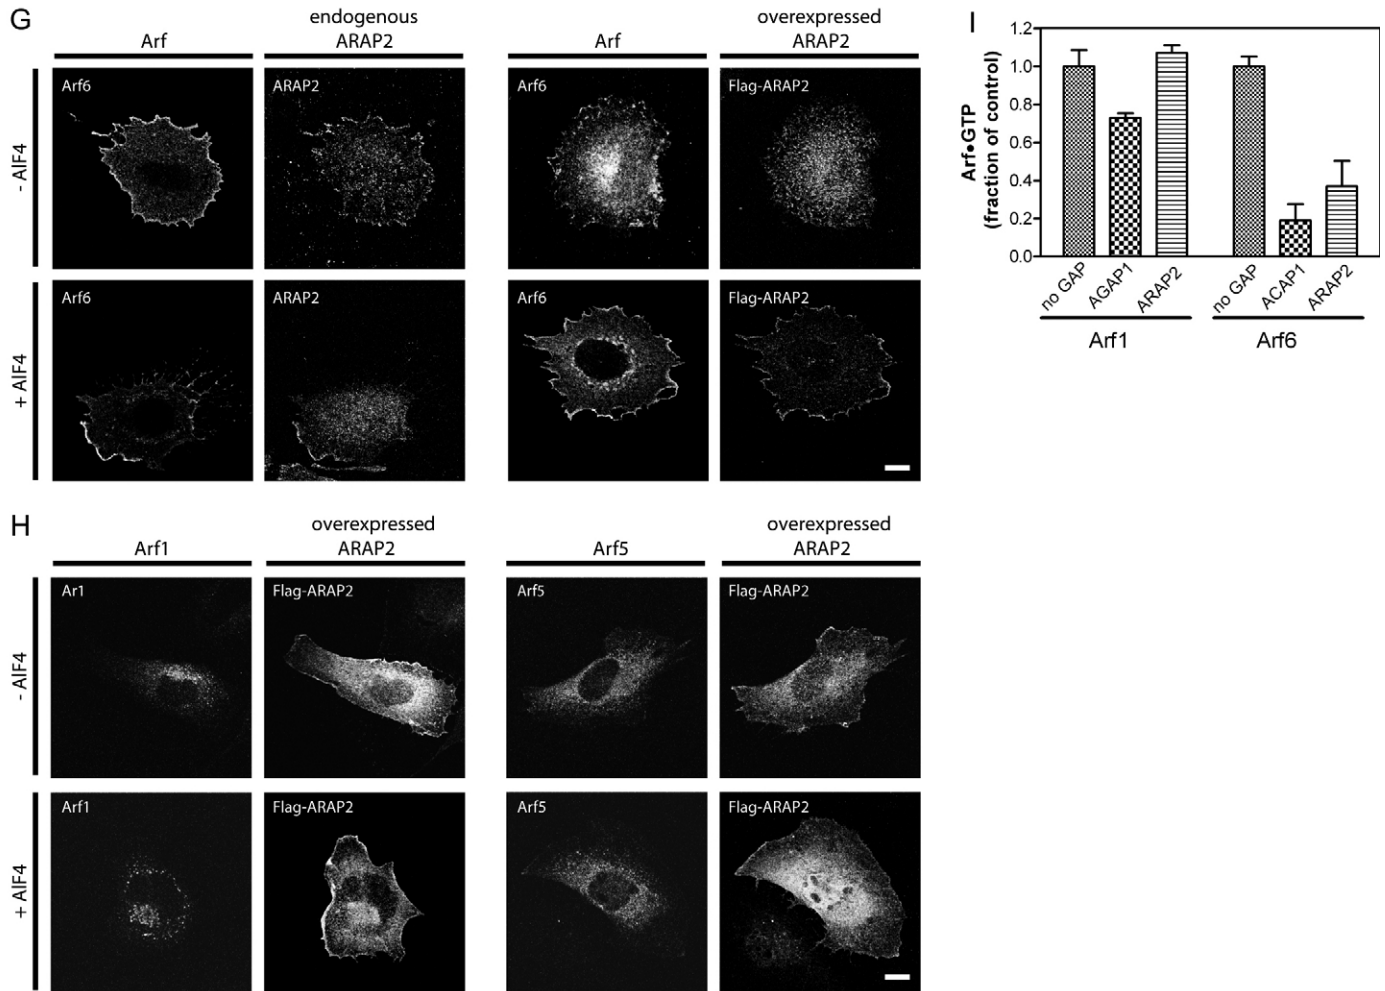 G
endogenous
overexpressed
Arf
ARAP2
Arf
ARAP2
- AlF4
Arf6
ARAP2
Arf6
Flag-ARAP2
+ AlF4
Arf6
ARAP2
Arf6
Flag-ARAP2
H
overexpressed
overexpressed
Arf1
ARAP2
Arf5
ARAP2
- AlF4
Ar1
Flag-ARAP2
Arf5
Flag-ARAP2
+ AlF4
Arf1
Flag-ARAP2
Arf5
Flag-ARAP2
I
Arf•GTP
(fraction of control)
1.2
1.0
0.8
0.6
0.4
0.2
0.0
no GAP
AGAP1
ARAP2
no GAP
ACAP1
ARAP2
Arf1
Arf6